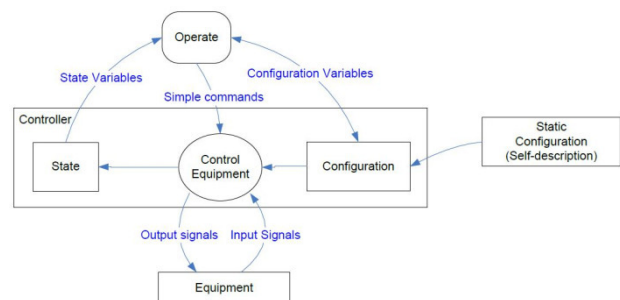 Operate
State Variables
Configuration Variables
Simple commands
Controller
State
Control
Equipment
Configuration
Static
Configuration
(Self-description)
Output signals
Input Signals
Equipment